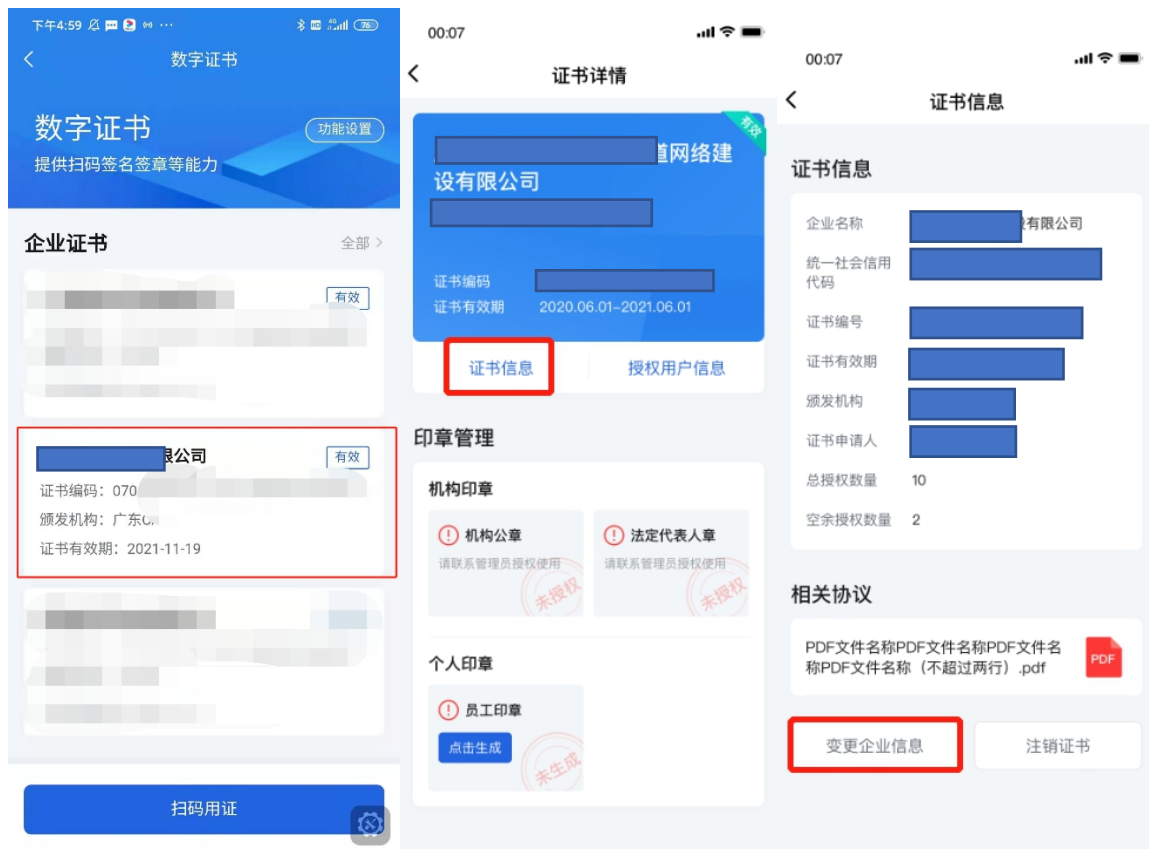 下午4:59
76
数字证书
数字证书
功能设置
提供扫码签名签章等能力
企业证书
全部
有效
限公司
有效
证书编码：070
颁发机构：广东
证书有效期：2021-11-19
扫码用证
00:07
证书详情
有效
道网络建
设有限公司
证书编码
证书有效期 2020.06.01~2021.06.01
证书信息
授权用户信息
印章管理
机构印章
机构公章
请联系管理员授权使用
未授权
法定代表人章
请联系管理员授权使用
未授权
个人印章
员工印章
点击生成
未生成
00:07
证书信息
证书信息
企业名称
有限公司
统一社会信用
代码
证书编号
证书有效期
颁发机构
证书申请人
总授权数量 10
空余授权数量 2
相关协议
PDF文件名称PDF文件名称PDF文件名
称PDF文件名称（不超过两行）.pdf
PDF
变更企业信息
注销证书